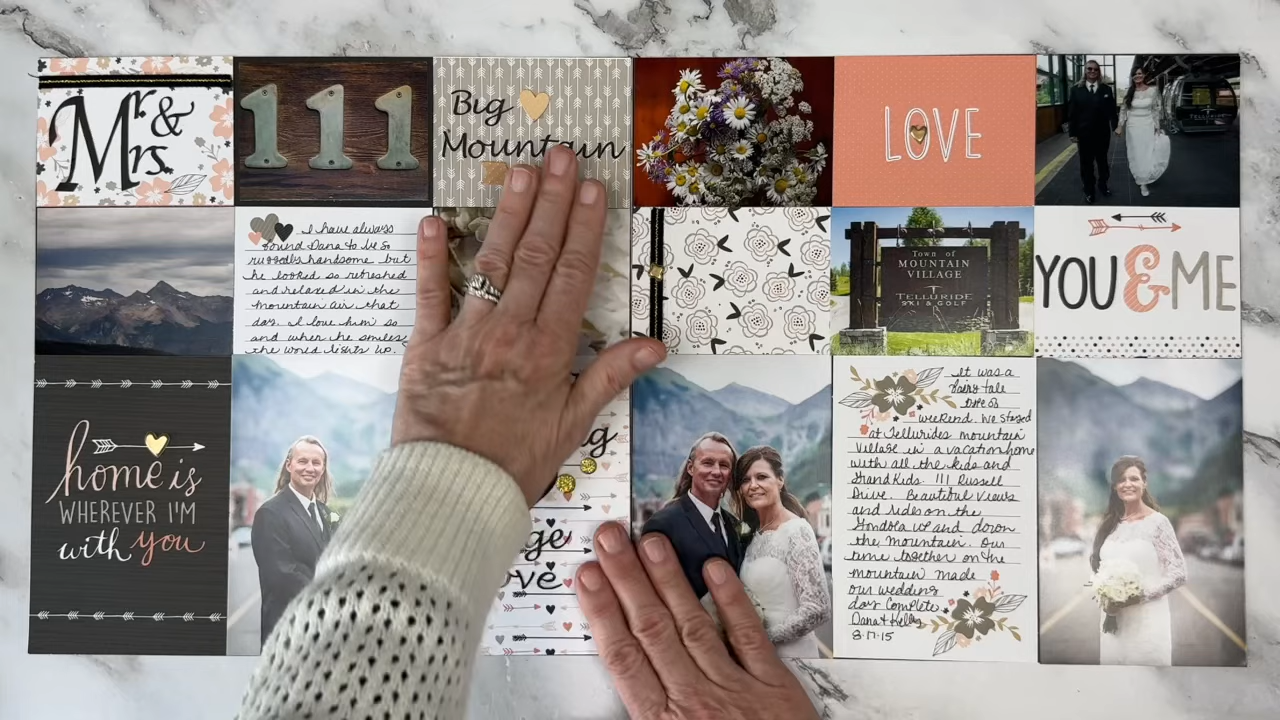 Mr. &
Mrs.
111
Big
Mountain
LOVE
I have always
found Dana to be so
ruggedly handsome but
he looked so refreshed
and relaxed in the
mountain air that
day. I love him so
and when he smiles
the world lights up.
Town of
MOUNTAIN
VILLAGE
TELLURIDE
SKI & GOLF
YOU & ME
home is
WHEREVER I'M
with you
It was a
fairy tale
weekend. We stayed
at Tellurides mountain
Village in a vacation home
with all the kids and
Grandkids. 111 Russell
Drive. Beautiful views
and rides on the
Gondola up and down
the mountain. Our
time together on the
mountain made
our wedding
day complete
Dana & Kelly
8.17.15